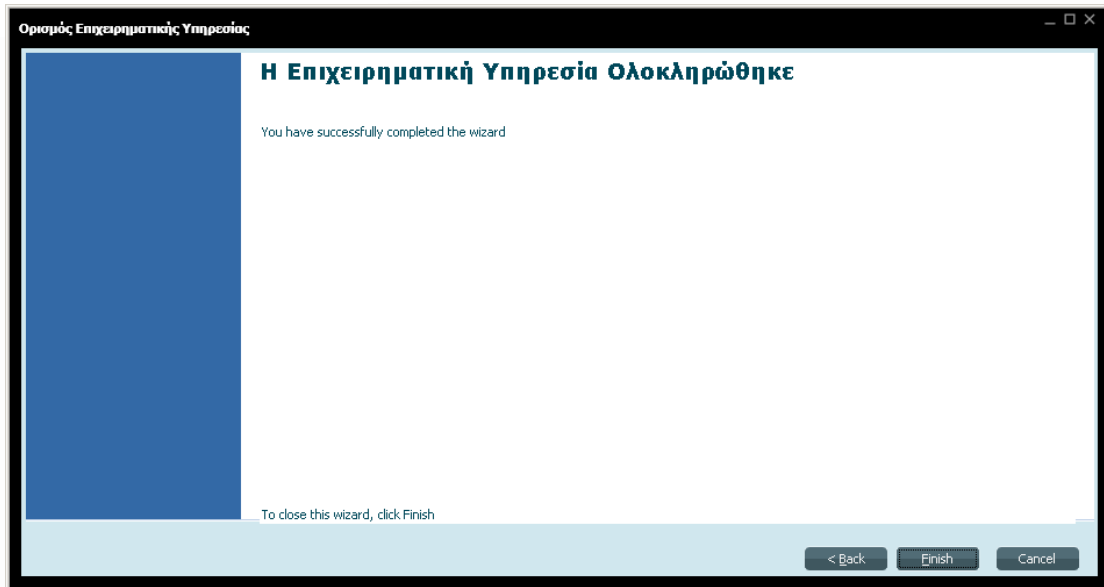 Ορισμός Επιχειρηματικής Υπηρεσίας
Η Επιχειρηματική Υπηρεσία Ολοκληρώθηκε
You have successfully completed the wizard
To close this wizard, click Finish
< Back Finish Cancel